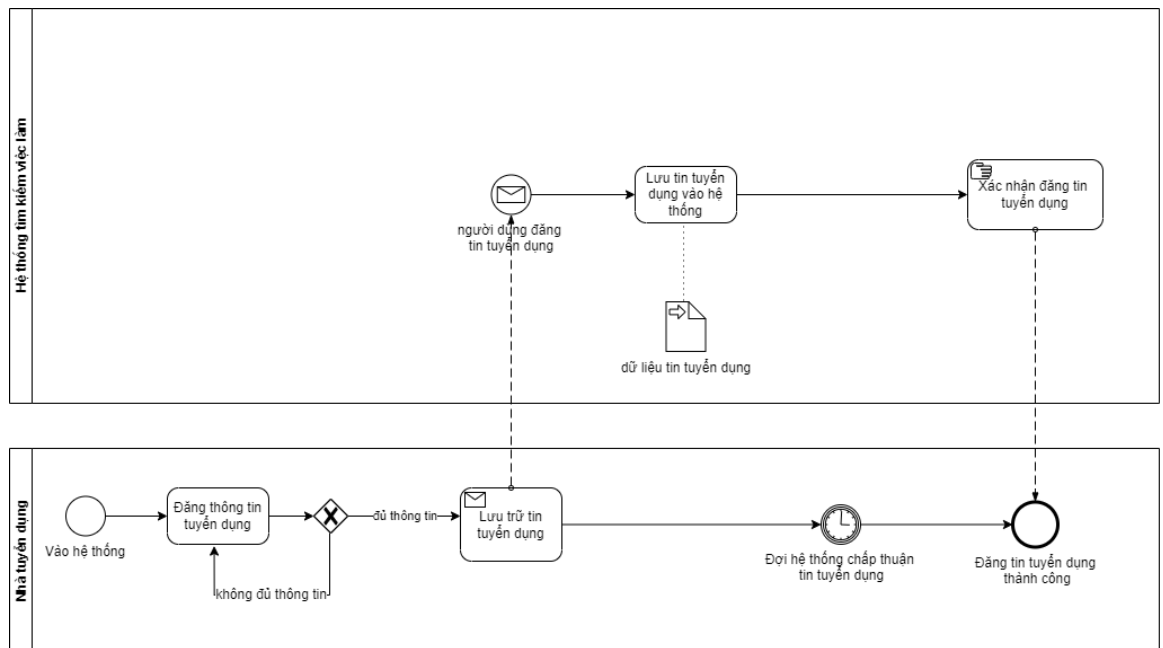 Hệ thống tìm kiếm việc làm
người dùng đăng
tin tuyển dụng
Lưu tin tuyển
dụng vào hệ
thống
Xác nhận đăng tin
tuyển dụng
dữ liệu tin tuyển dụng
Nhà tuyển dụng
Vào hệ thống
Đăng thông tin
tuyển dụng
đủ thông tin
không đủ thông tin
Lưu trữ tin
tuyển dụng
Đợi hệ thống chấp thuận
tin tuyển dụng
Đăng tin tuyển dụng
thành công